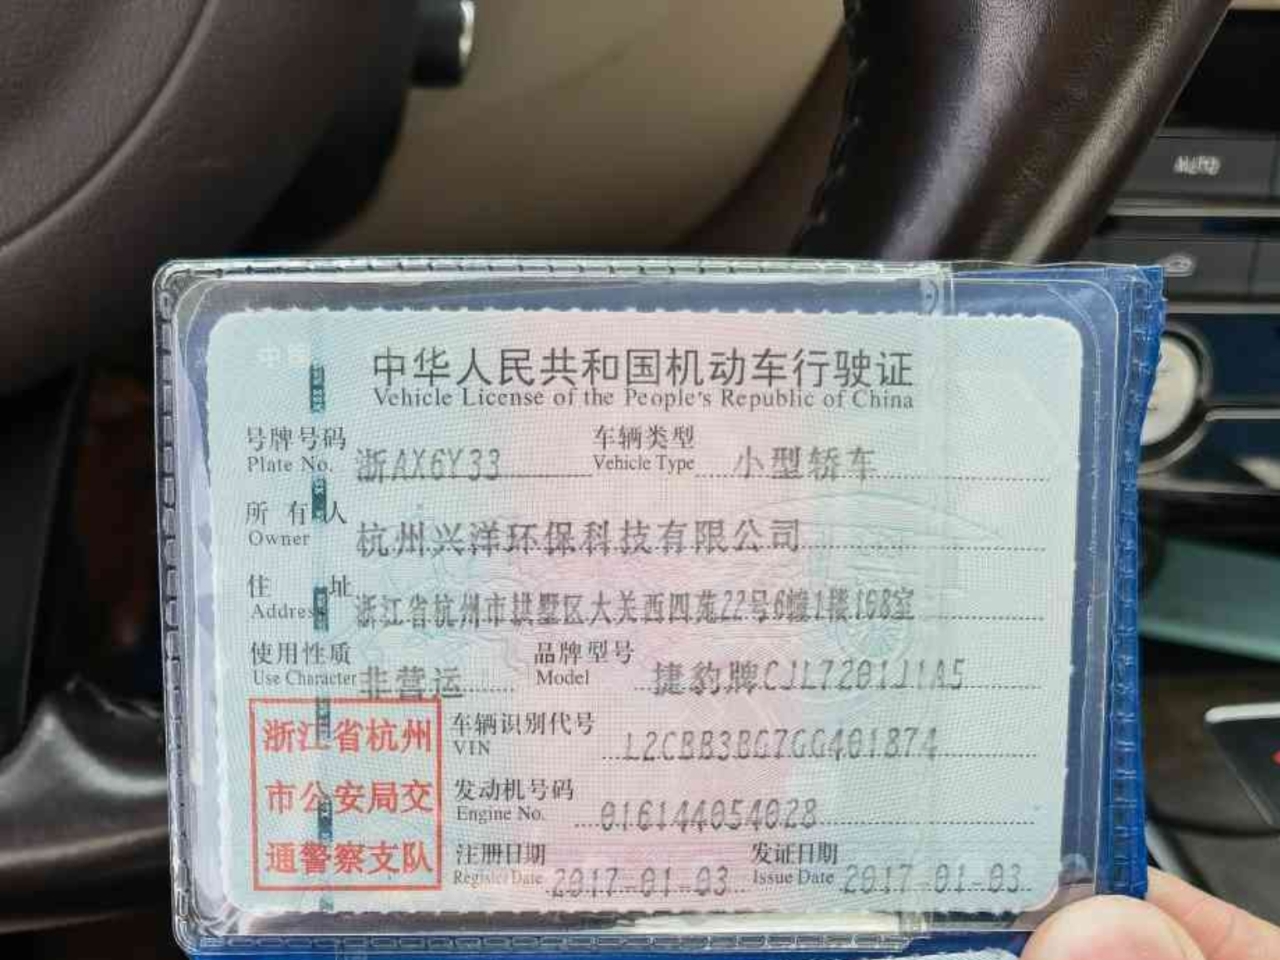 AUTO
中华人民共和国机动车行驶证
Vehicle License of the People's Republic of China
号牌号码 Plate No. 浙AX6Y33 车辆类型 Vehicle Type 小型轿车
所有人 Owner 杭州兴洋环保科技有限公司
住址 Address 浙江省杭州市拱墅区大关西四苑22号6幢1楼108室
使用性质 Use Character 非营运 品牌型号 Model 捷豹牌CJL7201J1A5
浙江省杭州
市公安局交
通警察支队
车辆识别代号 VIN L2CBB3BG7GG401874
发动机号码 Engine No. 016144054028
注册日期 Register Date 2017-01-03 发证日期 Issue Date 2017-01-03